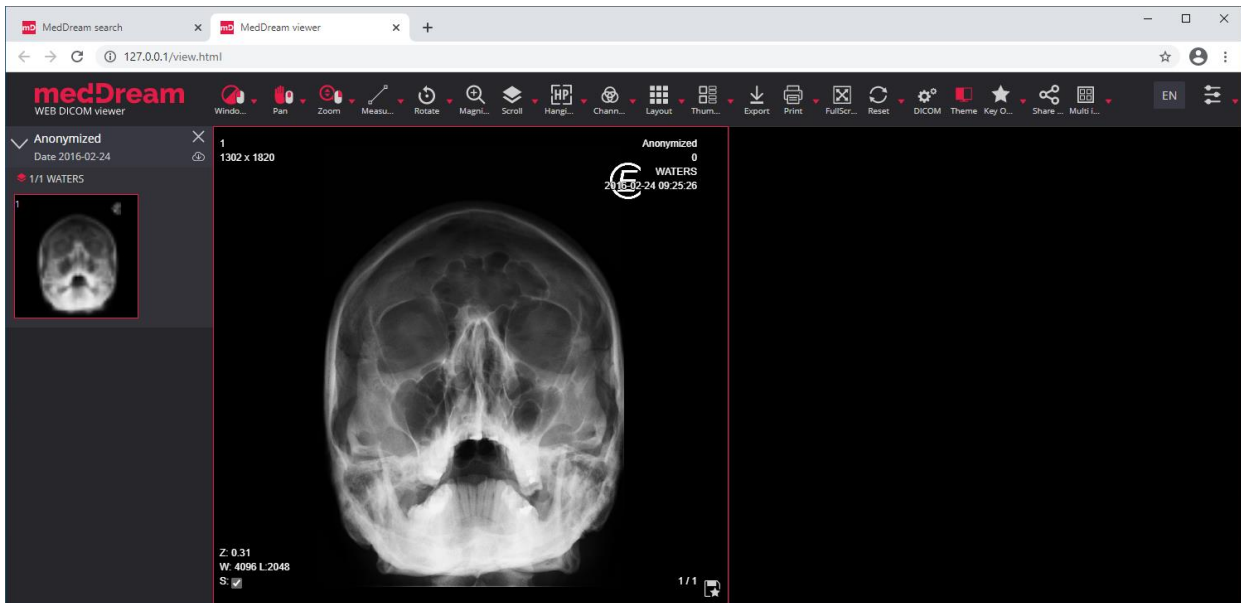 MedDream search
MedDream viewer
127.0.0.1/view.html
medDream
WEB DICOM viewer
Windo...
Pan
Zoom
Measu...
Rotate
Magni...
Scroll
Hangi...
HP
Chann...
Layout
Thum...
Export
Print
FullScr...
Reset
DICOM
Theme
Key O...
Share ...
Multi i...
EN
Anonymized
Date 2016-02-24
1/1 WATERS
1
1
1302 x 1820
Anonymized
0
WATERS
2016-02-24 09:25:26
E
Z: 0.31
W: 4096 L:2048
S:
1 / 1